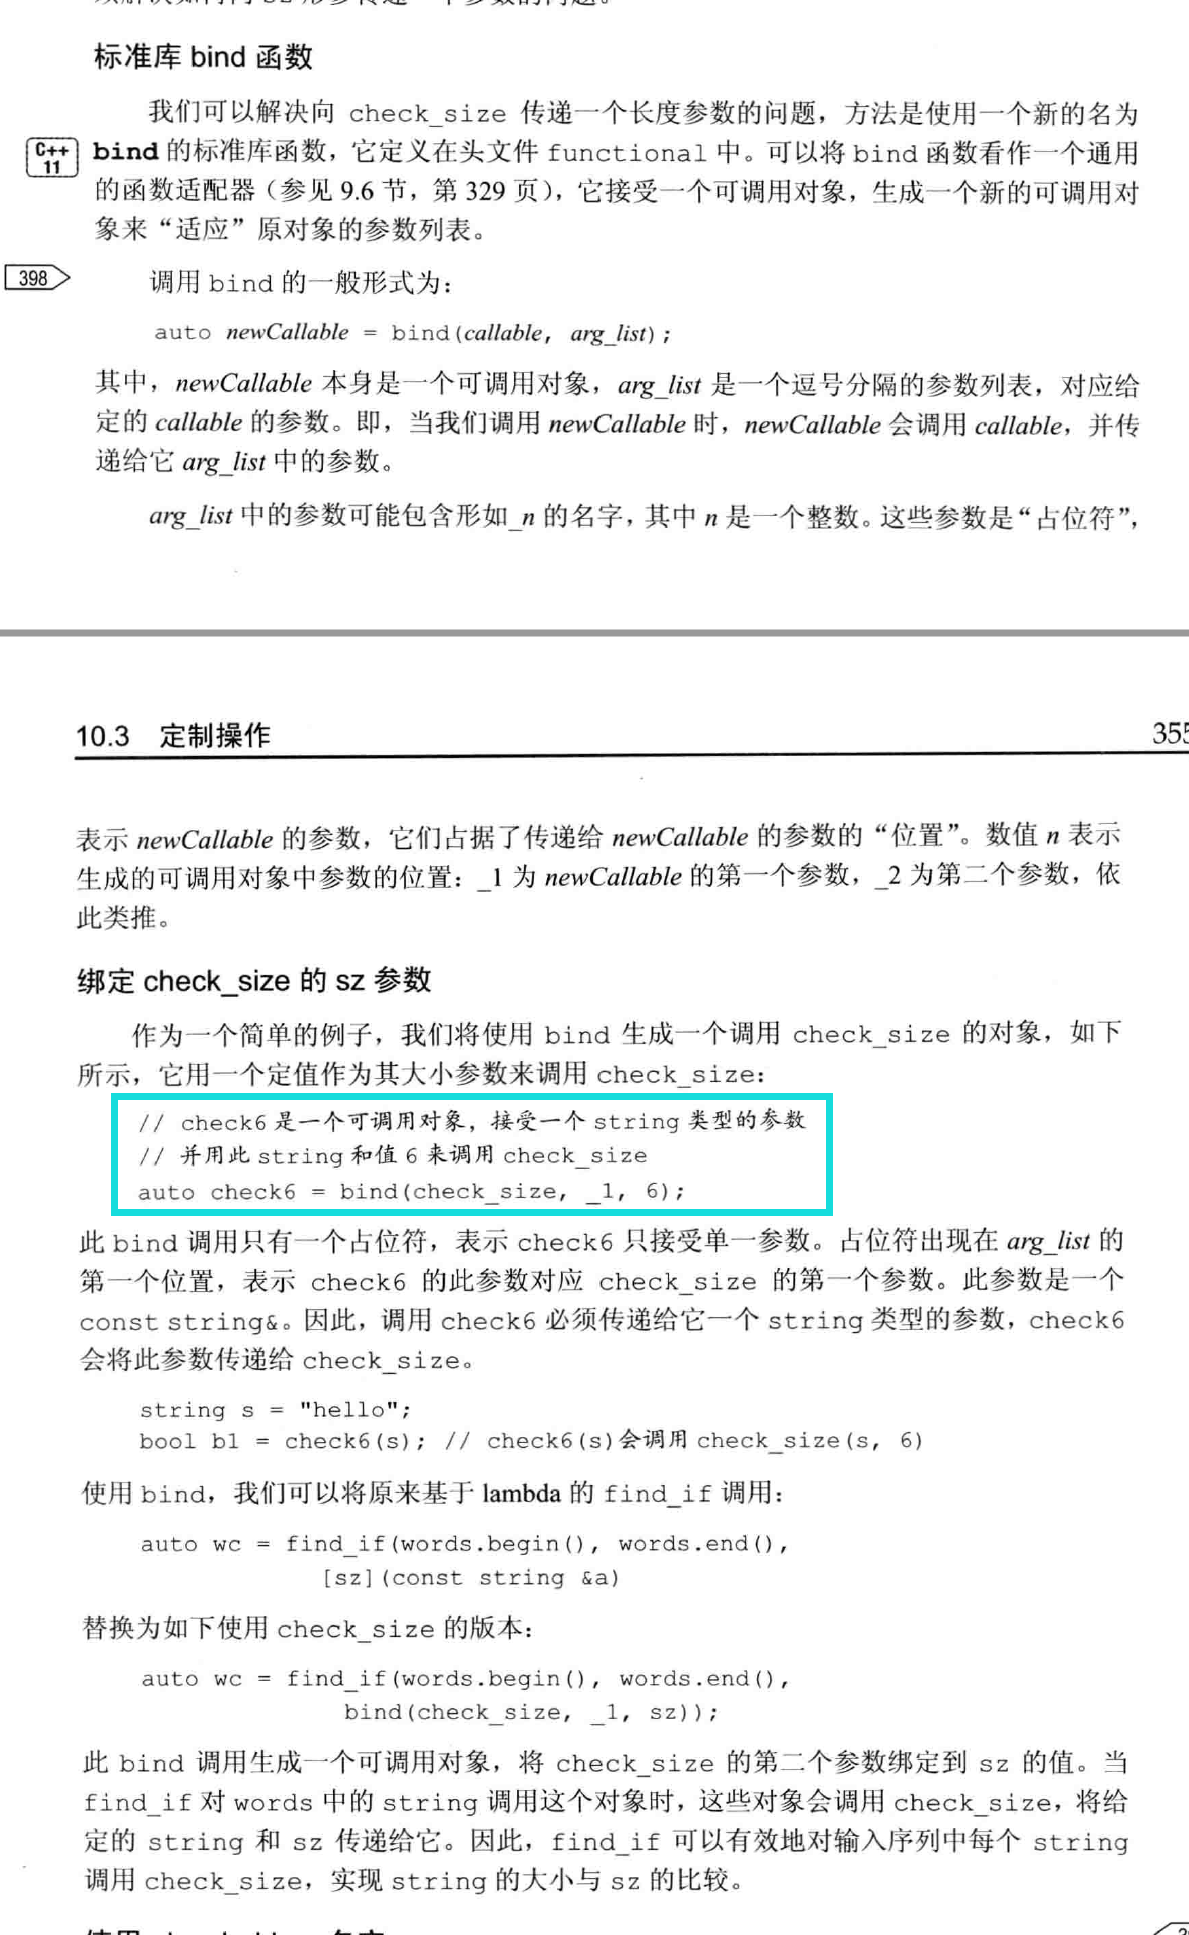 标准库 bind 函数
我们可以解决向 check_size 传递一个长度参数的问题，方法是使用一个新的名为
C++
11
bind 的标准库函数，它定义在头文件 functional 中。可以将 bind 函数看作一个通用
的函数适配器（参见 9.6 节，第 329 页），它接受一个可调用对象，生成一个新的可调用对
象来“适应”原对象的参数列表。
398
调用 bind 的一般形式为：
auto newCallable = bind(callable, arg_list);
其中，newCallable 本身是一个可调用对象，arg_list 是一个逗号分隔的参数列表，对应给
定的 callable 的参数。即，当我们调用 newCallable 时，newCallable 会调用 callable，并传
递给它 arg_list 中的参数。
arg_list 中的参数可能包含形如_n 的名字，其中 n 是一个整数。这些参数是“占位符”，
10.3 定制操作
355
表示 newCallable 的参数，它们占据了传递给 newCallable 的参数的“位置”。数值 n 表示
生成的可调用对象中参数的位置：_1 为 newCallable 的第一个参数，_2 为第二个参数，依
此类推。
绑定 check_size 的 sz 参数
作为一个简单的例子，我们将使用 bind 生成一个调用 check_size 的对象，如下
所示，它用一个定值作为其大小参数来调用 check_size：
// check6 是一个可调用对象，接受一个 string 类型的参数
// 并用此 string 和值 6 来调用 check_size
auto check6 = bind(check_size, _1, 6);
此 bind 调用只有一个占位符，表示 check6 只接受单一参数。占位符出现在 arg_list 的
第一个位置，表示 check6 的此参数对应 check_size 的第一个参数。此参数是一个
const string&。因此，调用 check6 必须传递给它一个 string 类型的参数，check6
会将此参数传递给 check_size。
string s = "hello";
bool b1 = check6(s); // check6(s)会调用 check_size(s, 6)
使用 bind，我们可以将原来基于 lambda 的 find_if 调用：
auto wc = find_if(words.begin(), words.end(),
[sz](const string &a)
替换为如下使用 check_size 的版本：
auto wc = find_if(words.begin(), words.end(),
bind(check_size, _1, sz));
此 bind 调用生成一个可调用对象，将 check_size 的第二个参数绑定到 sz 的值。当
find_if 对 words 中的 string 调用这个对象时，这些对象会调用 check_size，将给
定的 string 和 sz 传递给它。因此，find_if 可以有效地对输入序列中每个 string
调用 check_size，实现 string 的大小与 sz 的比较。